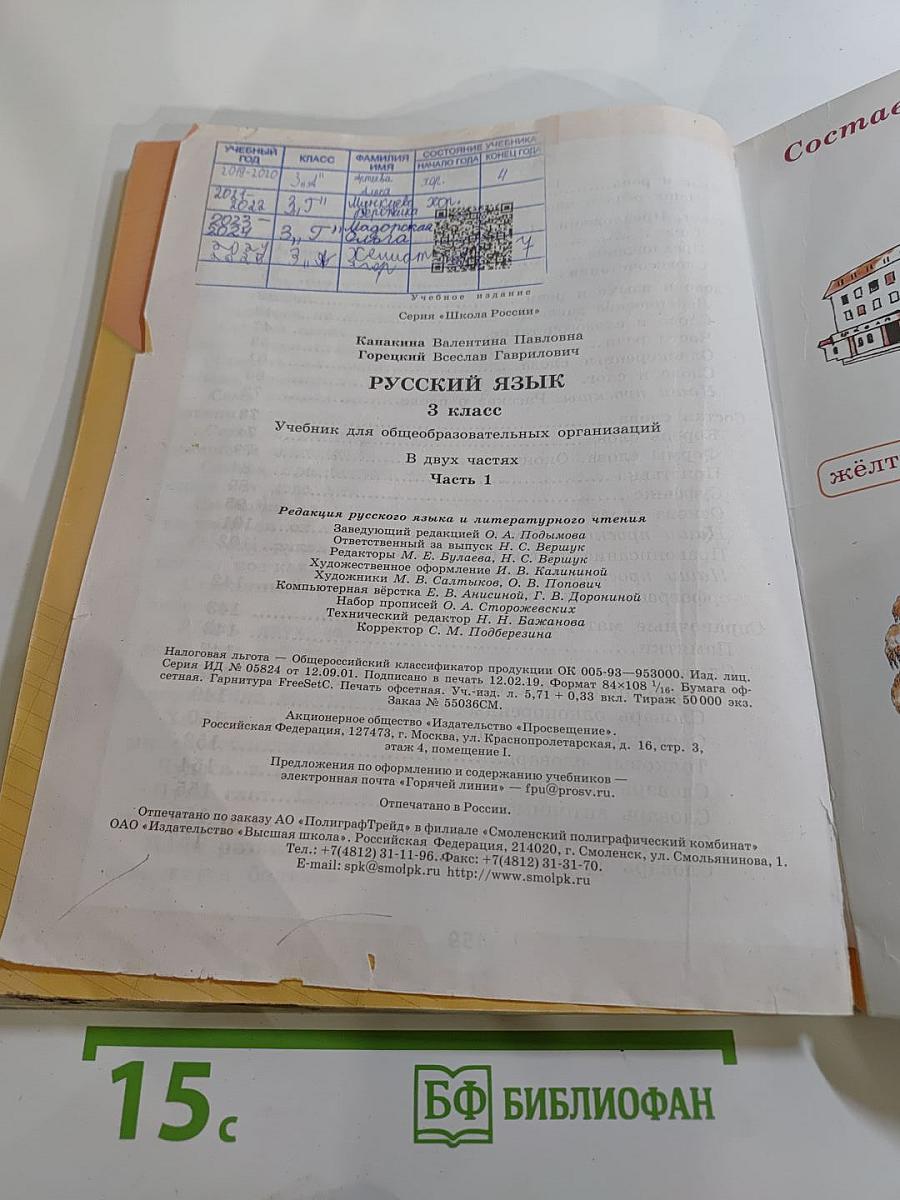 УЧЕБНЫЙ ГОД КЛАСС ФАМИЛИЯ ИМЯ СОСТОЯНИЕ УЧЕБНИКА
НАЧАЛО ГОДА КОНЕЦ ГОДА
2019-2020 3„А" хор. 4
2021-2022 3„Г" хор.
2023-2024 3„Г"
3
Учебное издание
Серия «Школа России»
Канакина Валентина Павловна
Горецкий Всеслав Гаврилович
РУССКИЙ ЯЗЫК
3 класс
Учебник для общеобразовательных организаций
В двух частях
Часть 1
Редакция русского языка и литературного чтения
Заведующий редакцией О. А. Подымова
Ответственный за выпуск Н. С. Вершук
Редакторы М. Е. Булаева, Н. С. Вершук
Художественное оформление И. В. Калининой
Художники М. В. Салтыков, О. В. Попович
Компьютерная вёрстка Е. В. Анисиной, Г. В. Дорониной
Набор прописей О. А. Сторожевских
Технический редактор Н. Н. Бажанова
Корректор С. М. Подберезина
Налоговая льгота — Общероссийский классификатор продукции ОК 005-93—953000. Изд. лиц.
Серия ИД № 05824 от 12.09.01. Подписано в печать 12.02.19. Формат 84×108 1/16. Бумага оф-
сетная. Гарнитура FreeSetC. Печать офсетная. Уч.-изд. л. 5,71 + 0,33 вкл. Тираж 50 000 экз.
Заказ № 55036СМ.
Акционерное общество «Издательство «Просвещение».
Российская Федерация, 127473, г. Москва, ул. Краснопролетарская, д. 16, стр. 3,
этаж 4, помещение I.
Предложения по оформлению и содержанию учебников —
электронная почта «Горячей линии» — fpu@prosv.ru.
Отпечатано в России.
Отпечатано по заказу АО «ПолиграфТрейд» в филиале «Смоленский полиграфический комбинат»
ОАО «Издательство «Высшая школа». Российская Федерация, 214020, г. Смоленск, ул. Смольянинова, 1.
Тел.: +7(4812) 31-11-96. Факс: +7(4812) 31-31-70.
E-mail: spk@smolpk.ru http://www.smolpk.ru
Состав
жёлт
15 с
БФ БИБЛИОФАН